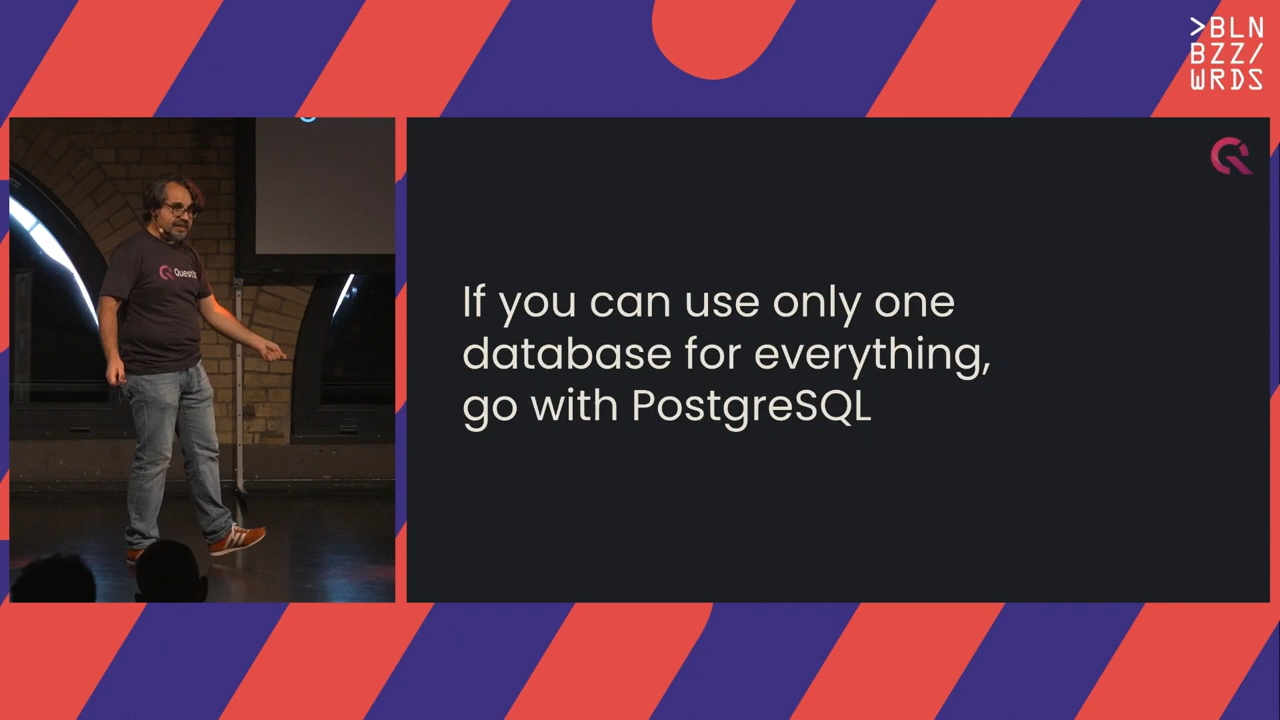 >BLN
BZZ/
WRDS
If you can use only one
database for everything,
go with PostgreSQL